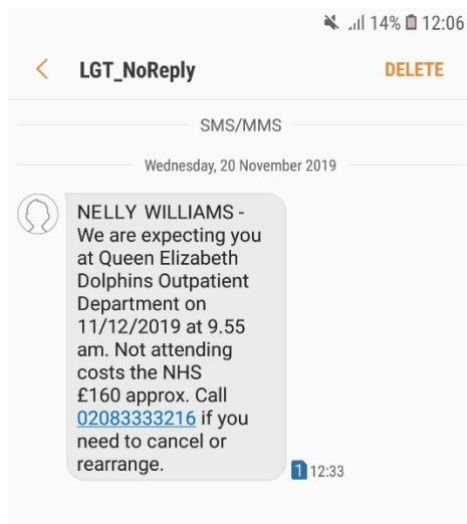 14% 12:06
LGT_NoReply DELETE
SMS/MMS
Wednesday, 20 November 2019
NELLY WILLIAMS -
We are expecting you
at Queen Elizabeth
Dolphins Outpatient
Department on
11/12/2019 at 9.55
am. Not attending
costs the NHS
£160 approx. Call
02083333216 if you
need to cancel or
rearrange.
1 12:33